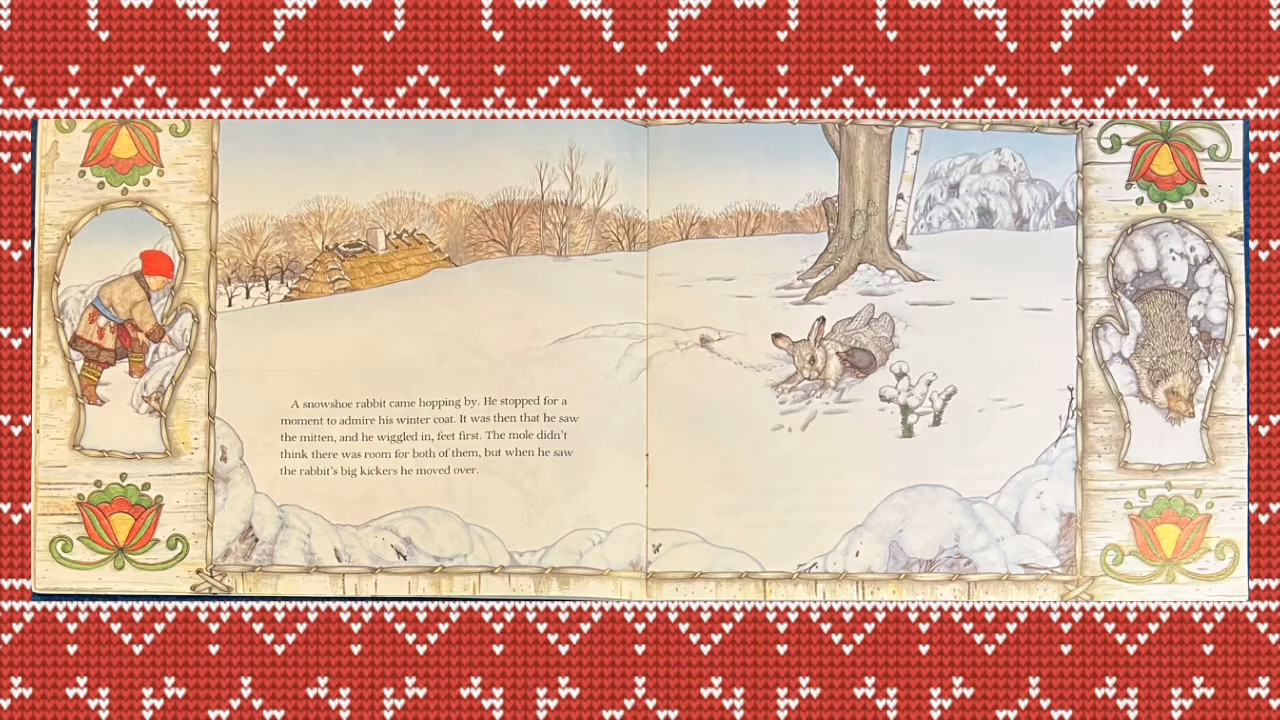 A snowshoe rabbit came hopping by. He stopped for a
moment to admire his winter coat. It was then that he saw
the mitten, and he wiggled in, feet first. The mole didn't
think there was room for both of them, but when he saw
the rabbit's big kickers he moved over.